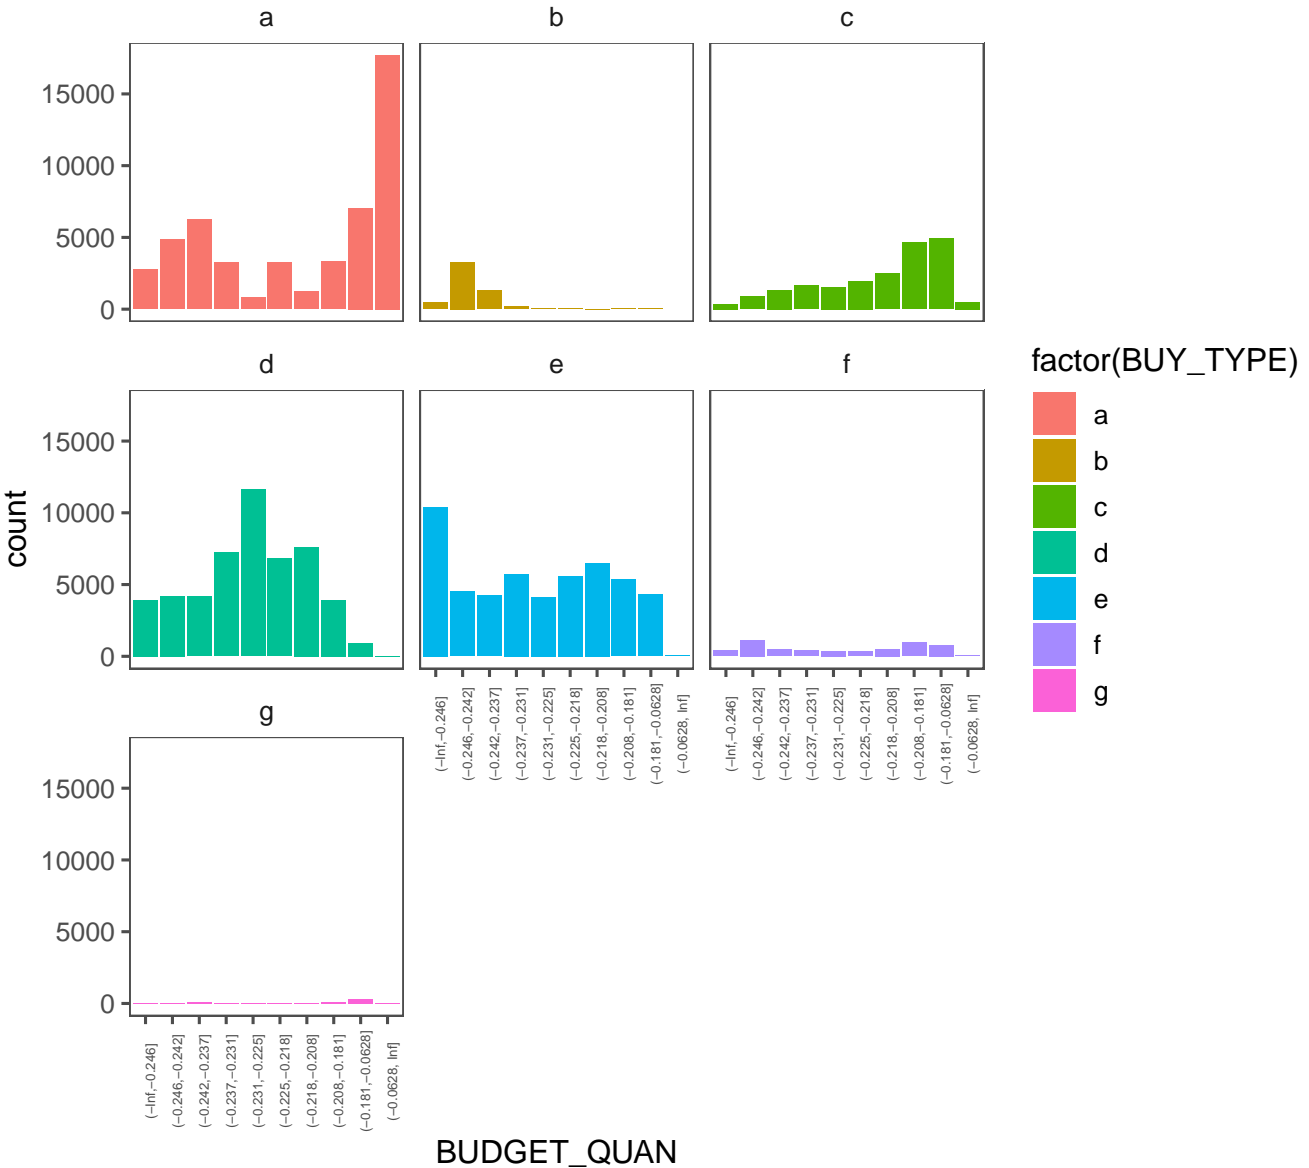 a b c
15000
10000
5000
0
d e f
15000
10000
5000
0
count
(−Inf,−0.246]
(−0.246,−0.242]
(−0.242,−0.237]
(−0.237,−0.231]
(−0.231,−0.225]
(−0.225,−0.218]
(−0.218,−0.208]
(−0.208,−0.181]
(−0.181,−0.0628]
(−0.0628, Inf]
(−Inf,−0.246]
(−0.246,−0.242]
(−0.242,−0.237]
(−0.237,−0.231]
(−0.231,−0.225]
(−0.225,−0.218]
(−0.218,−0.208]
(−0.208,−0.181]
(−0.181,−0.0628]
(−0.0628, Inf]
g
15000
10000
5000
0
(−Inf,−0.246]
(−0.246,−0.242]
(−0.242,−0.237]
(−0.237,−0.231]
(−0.231,−0.225]
(−0.225,−0.218]
(−0.218,−0.208]
(−0.208,−0.181]
(−0.181,−0.0628]
(−0.0628, Inf]
BUDGET_QUAN
factor(BUY_TYPE)
a
b
c
d
e
f
g